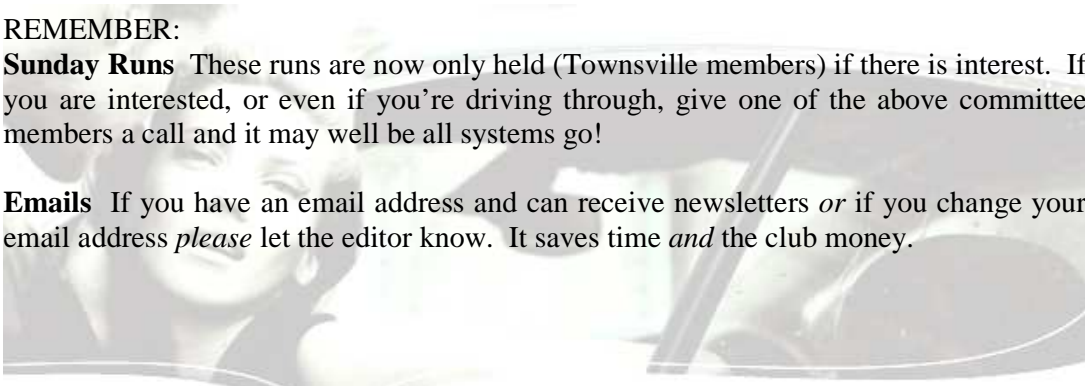 REMEMBER:
Sunday Runs  These runs are now only held (Townsville members) if there is interest.  If
you are interested, or even if you’re driving through, give one of the above committee
members a call and it may well be all systems go!
Emails  If you have an email address and can receive newsletters or if you change your
email address please let the editor know.  It saves time and the club money.